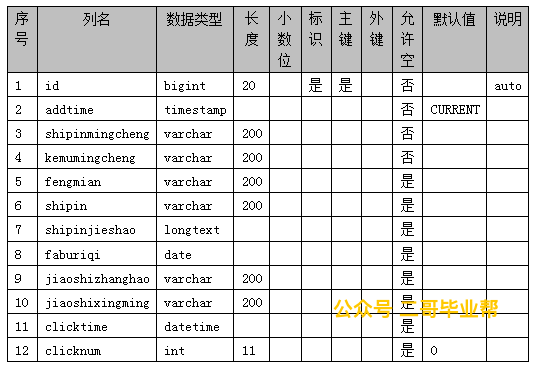 序号 列名 数据类型 长度 小数位 标识 主键 外键 允许空 默认值 说明
1 id bigint 20 是 是 否 auto
2 addtime timestamp 否 CURRENT
3 shipinmingcheng varchar 200 否
4 kemumingcheng varchar 200 否
5 fengmian varchar 200 是
6 shipin varchar 200 是
7 shipinjieshao longtext 是
8 faburiqi date 是
9 jiaoshizhanghao varchar 200 是
10 jiaoshixingming varchar 200 是
公众号 二哥毕业帮
11 clicktime datetime 是
12 clicknum int 11 是 0